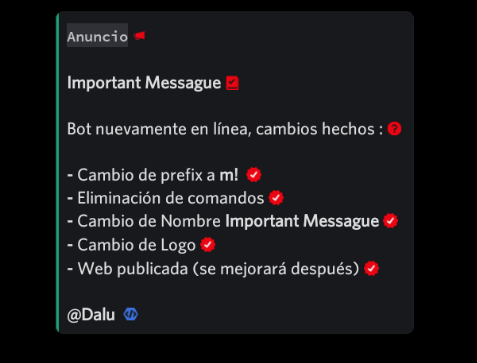 Anuncio
Important Messague
Bot nuevamente en línea, cambios hechos :
- Cambio de prefix a m!
- Eliminación de comandos
- Cambio de Nombre Important Messague
- Cambio de Logo
- Web publicada (se mejorará después)
@Dalu